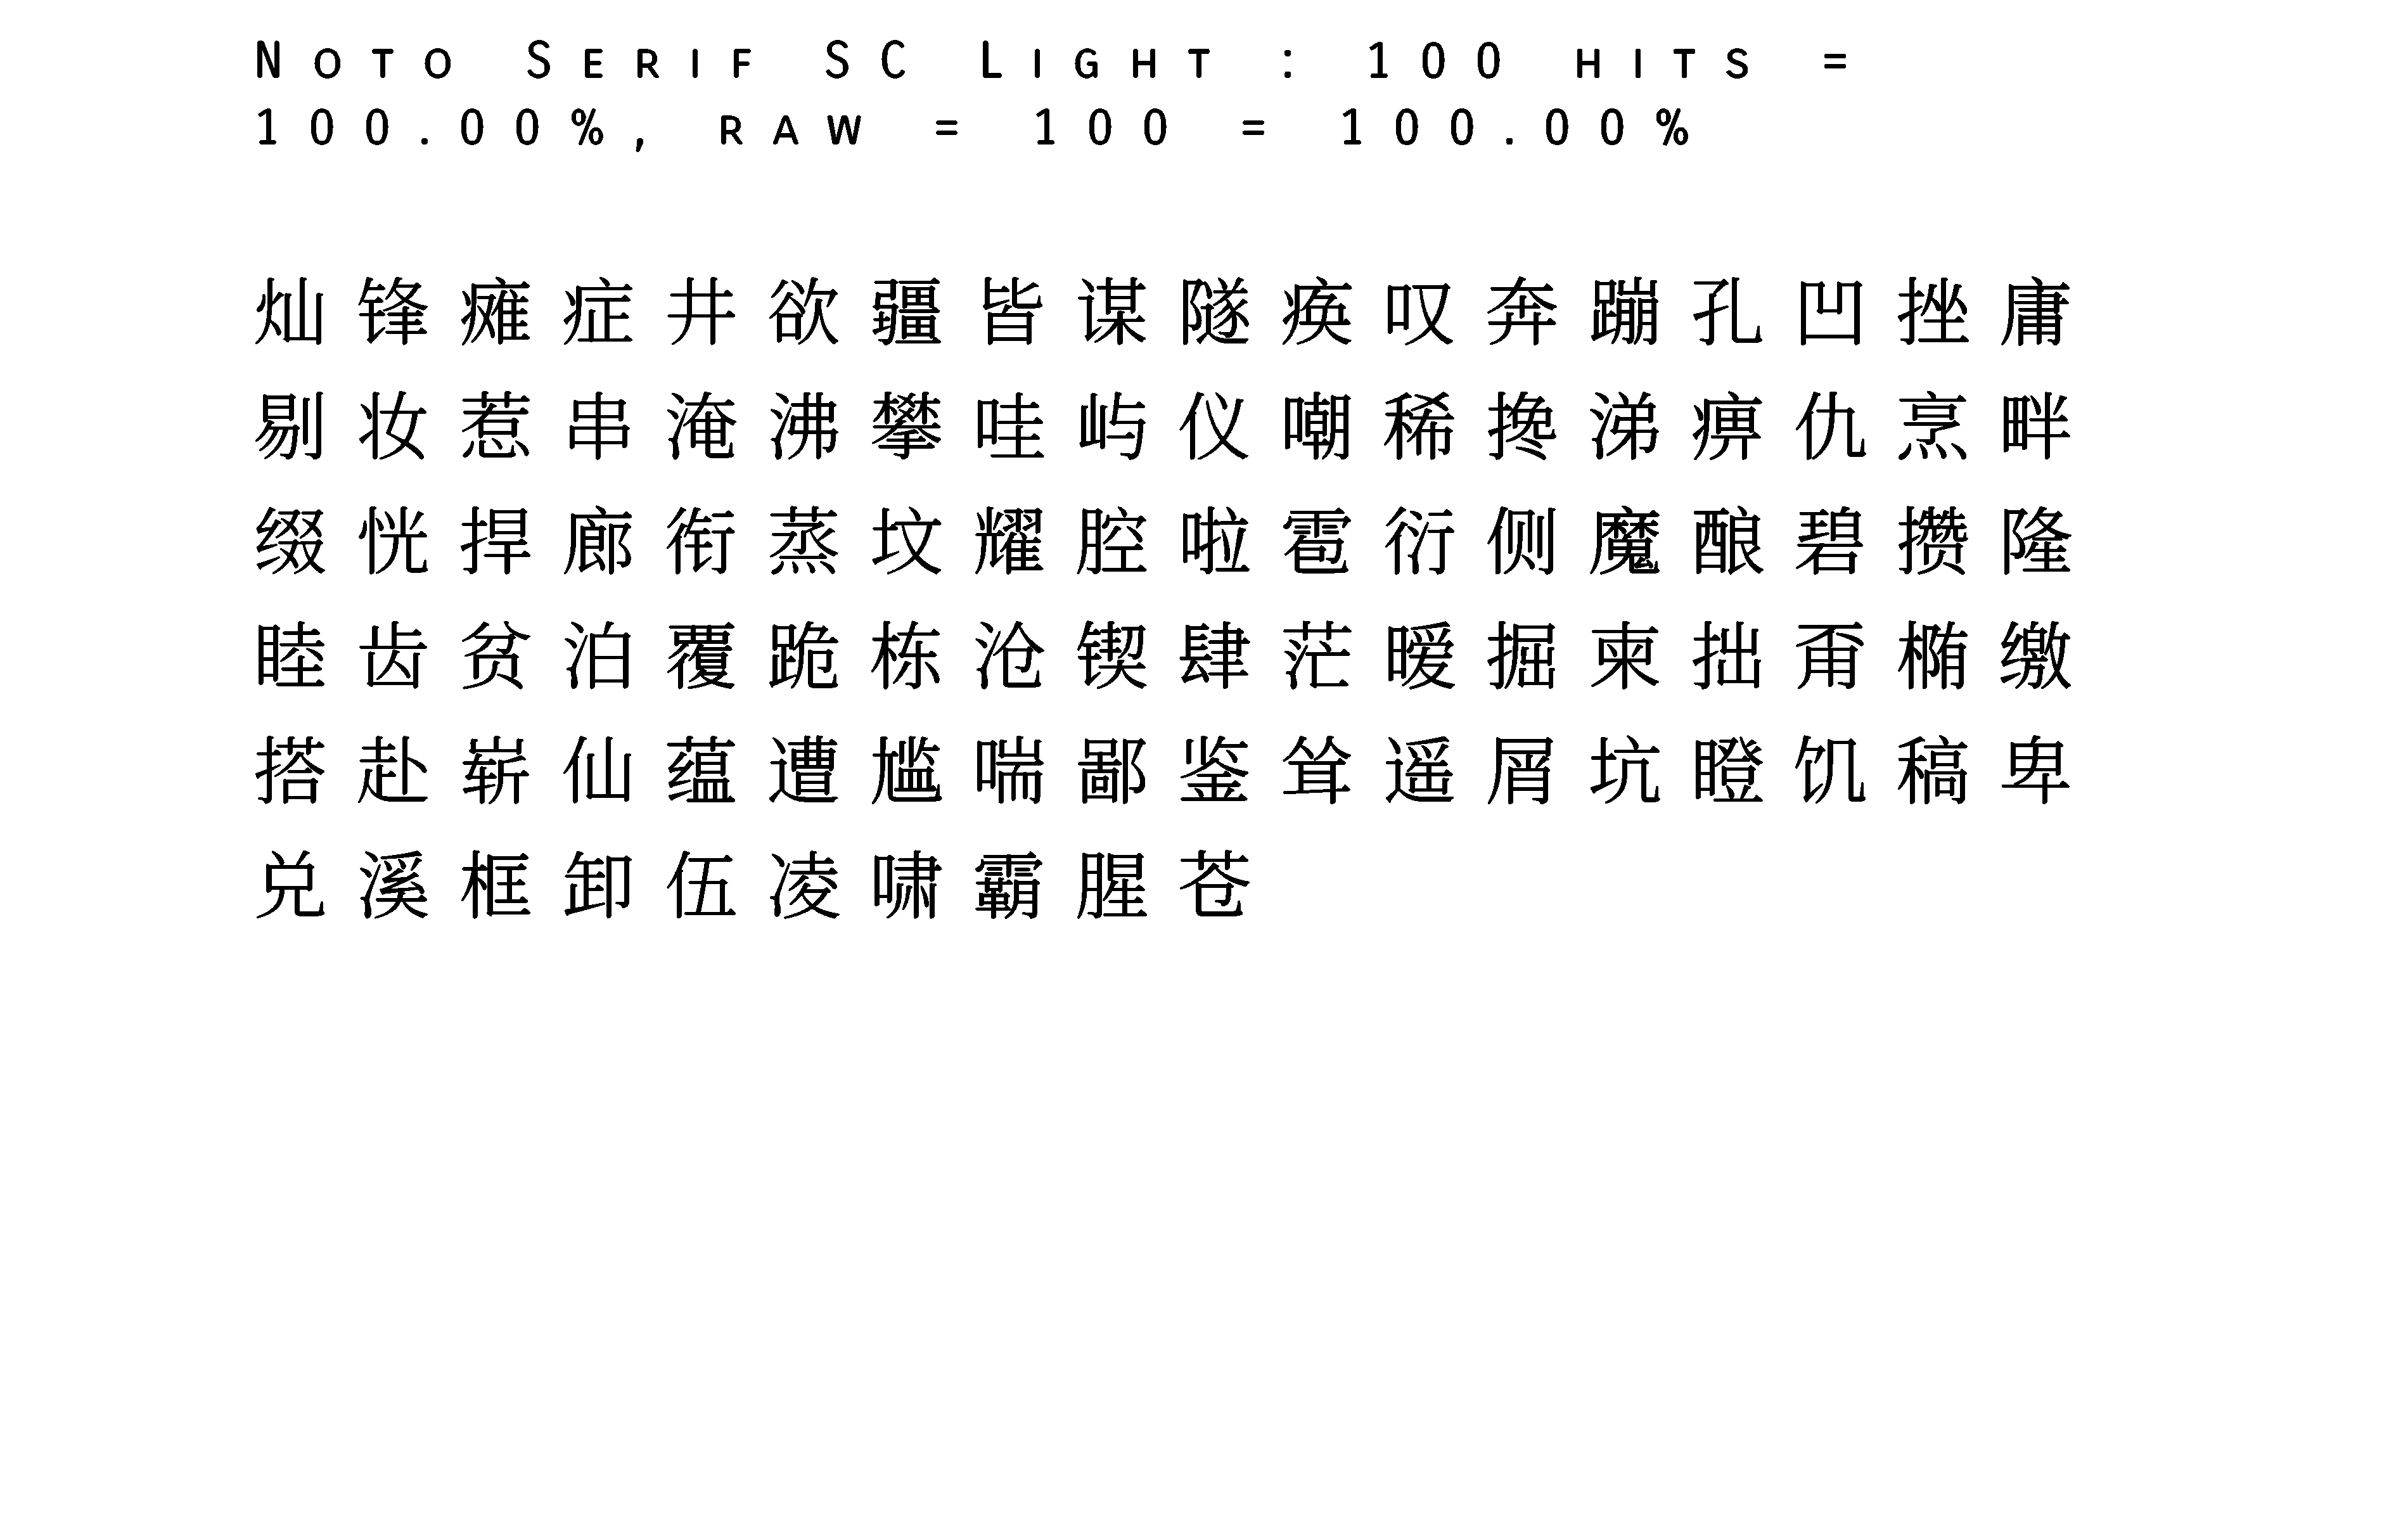 Noto Serif SC Light : 100 hits =
100.00%, raw = 100 = 100.00%
灿锋瘫症井欲疆皆谋隧痪叹奔蹦孔凹挫庸
剔妆惹串淹沸攀哇屿仪嘲稀搀涕痹仇烹畔
缀恍捍廊衔蒸坟耀腔啦雹衍侧魔酿碧攒隆
睦齿贫泊覆跪栋沧锲肆茫暧掘柬拙甭椭缴
搭赴崭仙蕴遭尴喘鄙鉴耸遥屑坑瞪饥稿卑
兑溪框卸伍凌啸霸腥苍